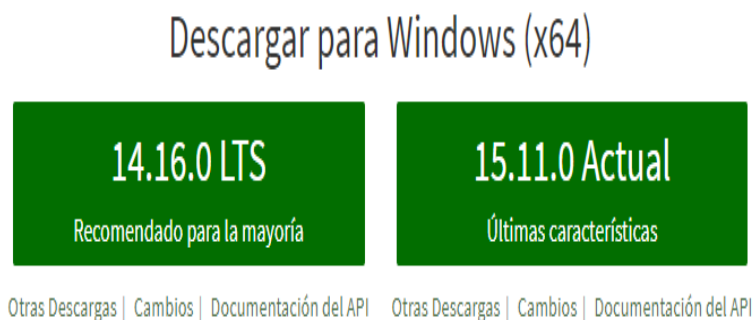 Descargar para Windows (x64)
14.16.0 LTS
Recomendado para la mayoría
15.11.0 Actual
Últimas características
Otras Descargas | Cambios | Documentación del API
Otras Descargas | Cambios | Documentación del API